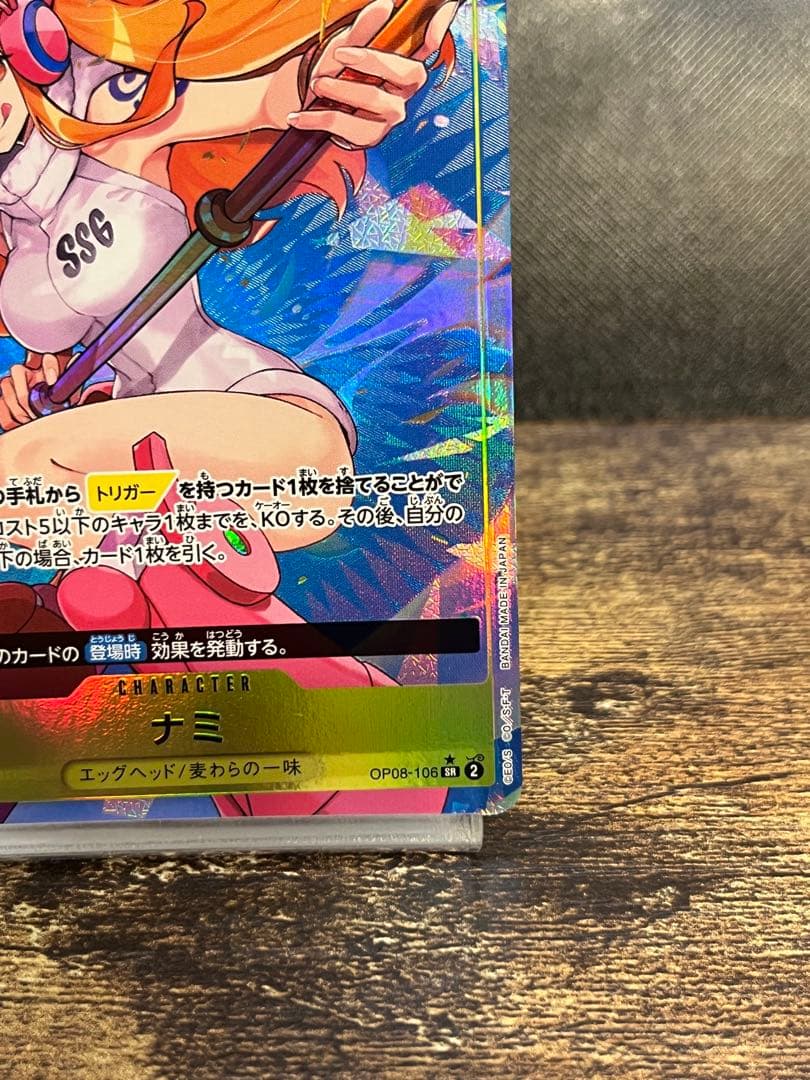 SSG
手札から トリガー を持つカード1枚を捨てることがで
コスト5以下のキャラ1枚までを、KOする。その後、自分の
下の場合、カード1枚を引く。
のカードの 登場時 効果を発動する。
CHARACTER
ナミ
エッグヘッド/麦わらの一味
OP08-106 ★ SR 2
©EO/S ©O/S・F・T BANDAI MADE IN JAPAN